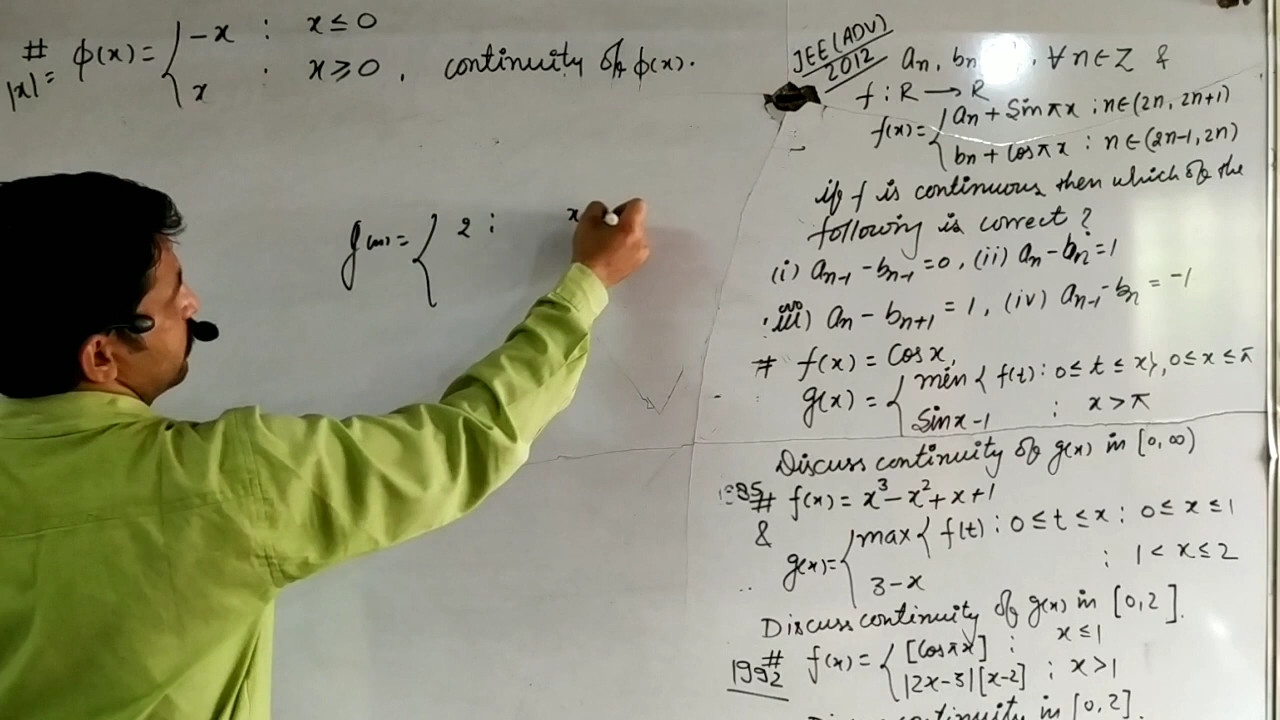 # φ(x) = { -x : x ≤ 0
|x| = x : x ≥ 0 , continuity of φ(x).
g(x) = { 2 : x
JEE (ADV) 2012 an, bn , ∀ n ∈ Z &
f : R → R
f(x) = { an + Sin πx ; n ∈ (2n, 2n+1)
bn + Cos πx : n ∈ (2n-1, 2n)
if f is continuous then which of the
following is correct ?
(i) an-1 - bn-1 = 0 , (ii) an - bn = 1
iii) an - bn+1 = 1 , (iv) an-1 - bn = -1
# f(x) = Cos x,
g(x) = { min { f(t) : 0 ≤ t ≤ x}, 0 ≤ x ≤ π
Sin x - 1 : x > π
Discuss continuity of g(x) in [0, ∞)
# f(x) = x³ - x² + x + 1
& g(x) = { max { f(t) : 0 ≤ t ≤ x : 0 ≤ x ≤ 1
3 - x : 1 < x ≤ 2
Discuss continuity of g(x) in [0, 2].
1992 # f(x) = { [Cos πx] : x ≤ 1
|2x-3|[x-2] : x > 1
continuity in [0, 2].